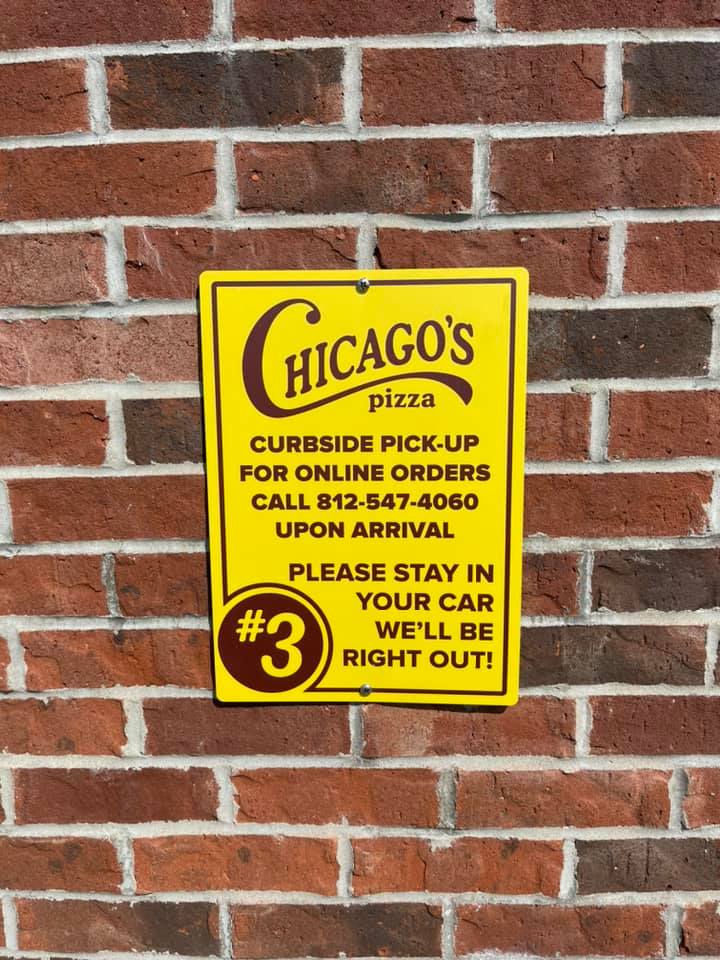 CHICAGO'S
pizza
CURBSIDE PICK-UP
FOR ONLINE ORDERS
CALL 812-547-4060
UPON ARRIVAL
PLEASE STAY IN
YOUR CAR
WE'LL BE
RIGHT OUT!
#3